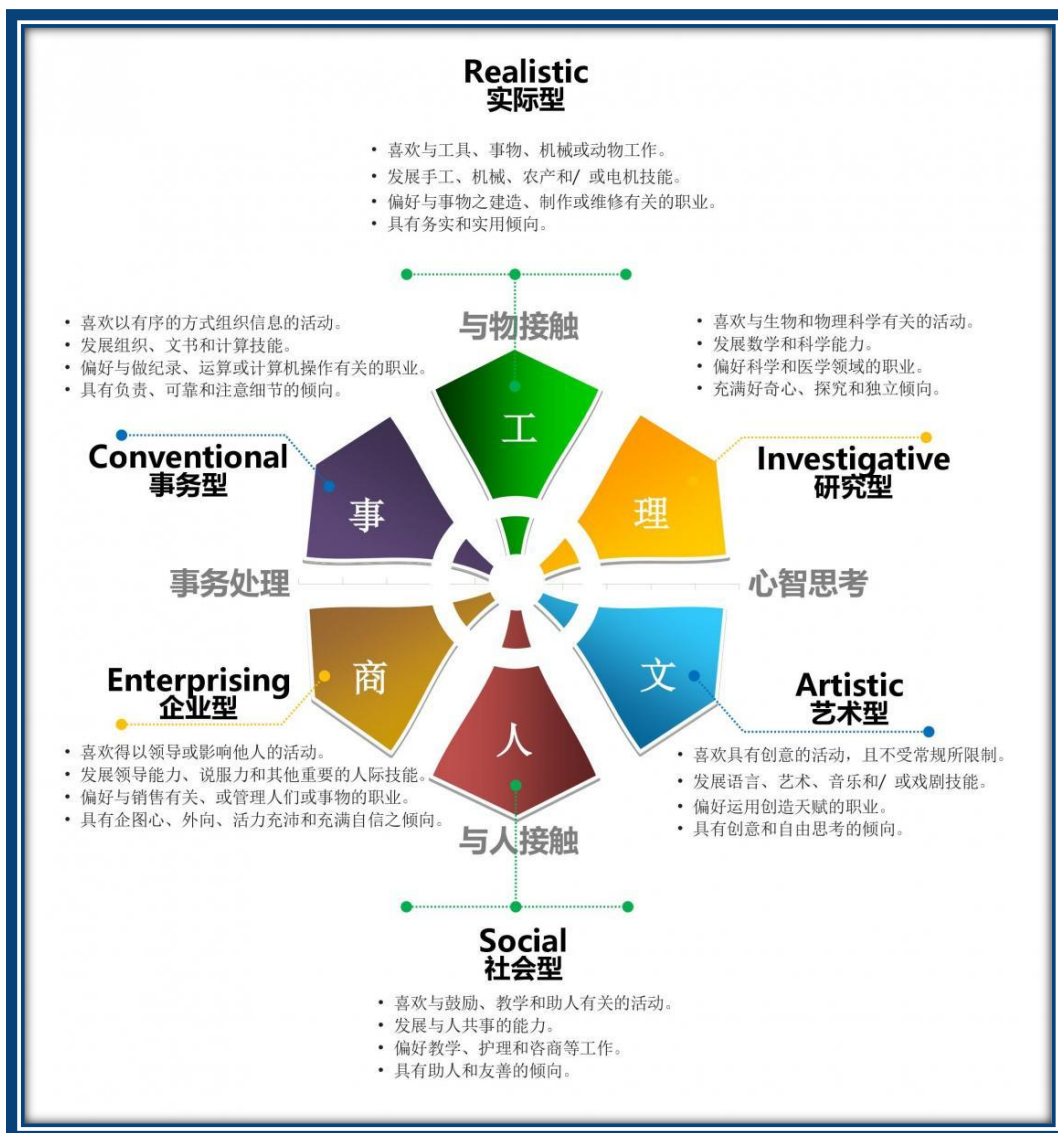 Realistic
实际型
• 喜欢与工具、事物、机械或动物工作。
• 发展手工、机械、农产和/ 或电机技能。
• 偏好与事物之建造、制作或维修有关的职业。
• 具有务实和实用倾向。
与物接触
• 喜欢以有序的方式组织信息的活动。
• 发展组织、文书和计算技能。
• 偏好与做纪录、运算或计算机操作有关的职业。
• 具有负责、可靠和注意细节的倾向。
Conventional
事务型
• 喜欢与生物和物理科学有关的活动。
• 发展数学和科学能力。
• 偏好科学和医学领域的职业。
• 充满好奇心、探究和独立倾向。
Investigative
研究型
工
事
理
事务处理
心智思考
商
人
文
Enterprising
企业型
• 喜欢得以领导或影响他人的活动。
• 发展领导能力、说服力和其他重要的人际技能。
• 偏好与销售有关、或管理人们或事物的职业。
• 具有企图心、外向、活力充沛和充满自信之倾向。
Artistic
艺术型
• 喜欢具有创意的活动，且不受常规所限制。
• 发展语言、艺术、音乐和/ 或戏剧技能。
• 偏好运用创造天赋的职业。
• 具有创意和自由思考的倾向。
与人接触
Social
社会型
• 喜欢与鼓励、教学和助人有关的活动。
• 发展与人共事的能力。
• 偏好教学、护理和咨商等工作。
• 具有助人和友善的倾向。